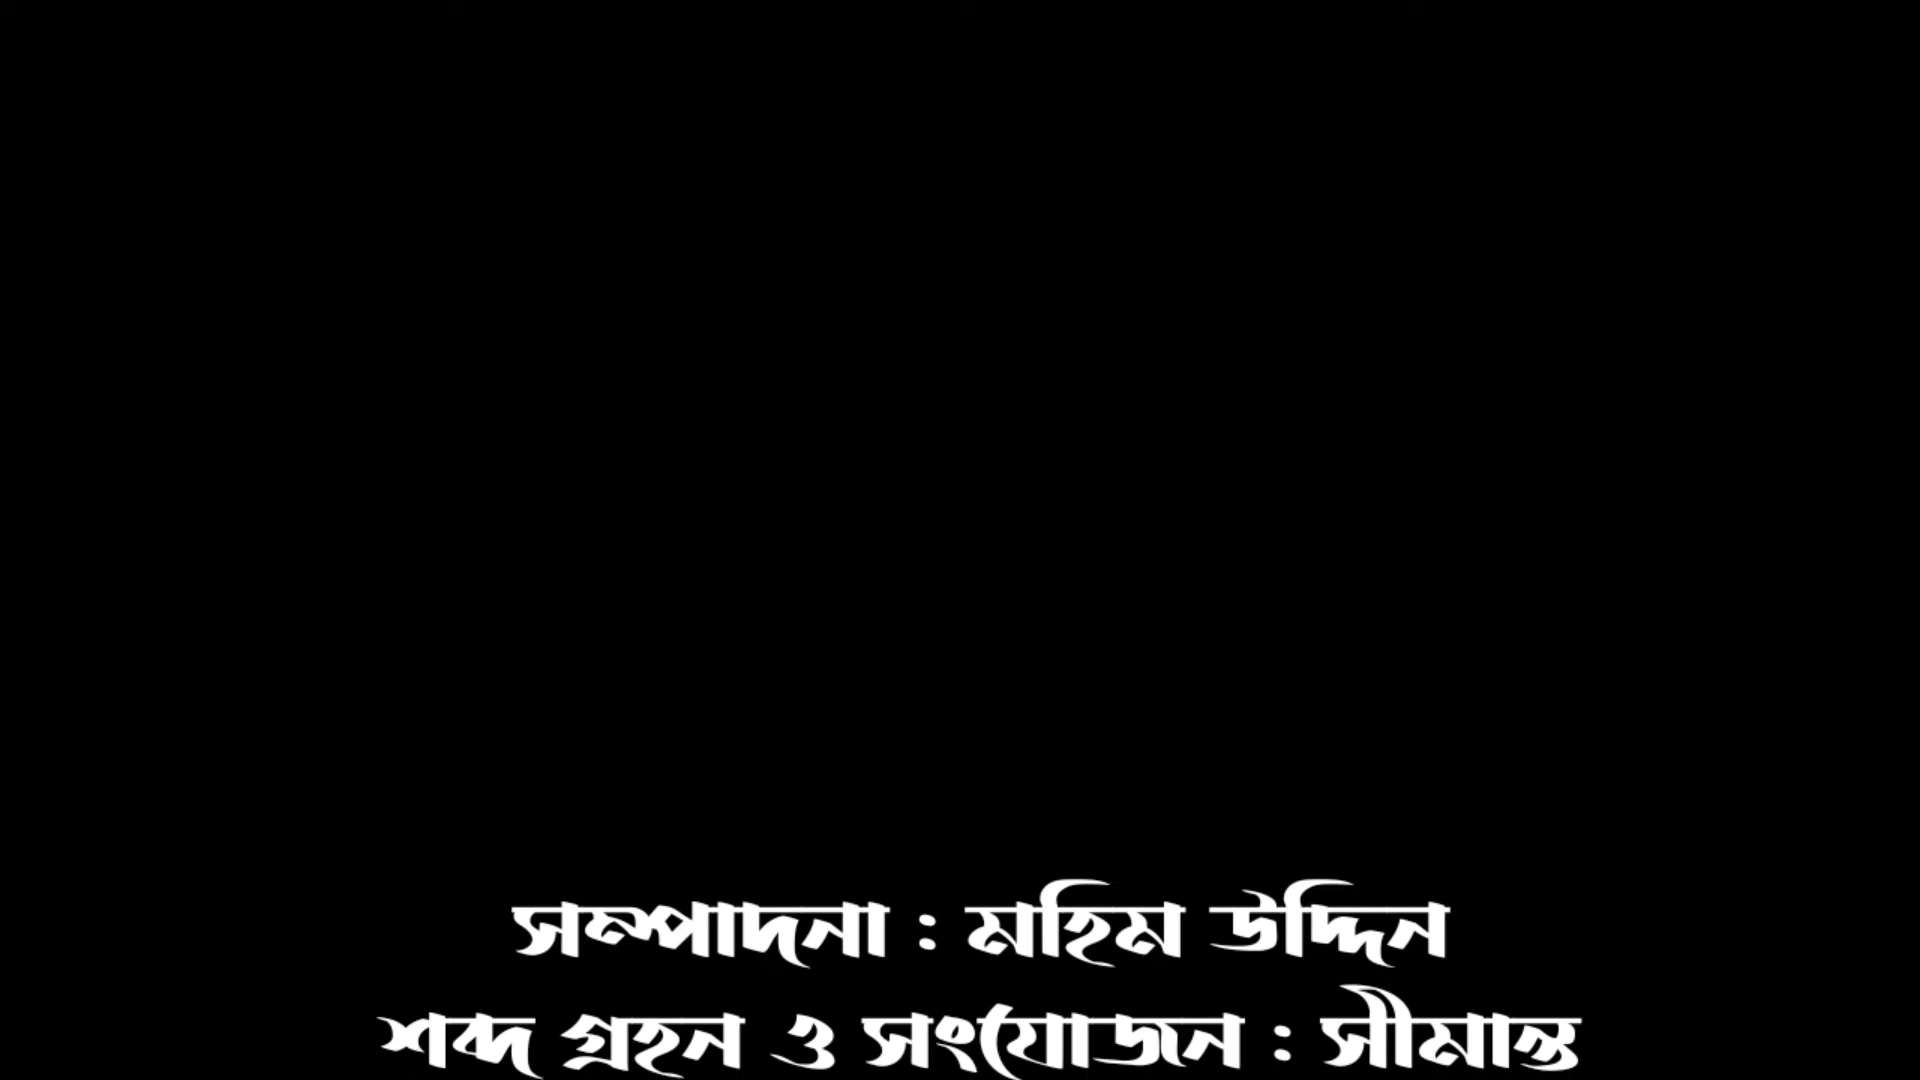 সম্পাদনা : মহিম উদ্দিন
শব্দ গ্রহন ও সংযোজন : সীমান্ত